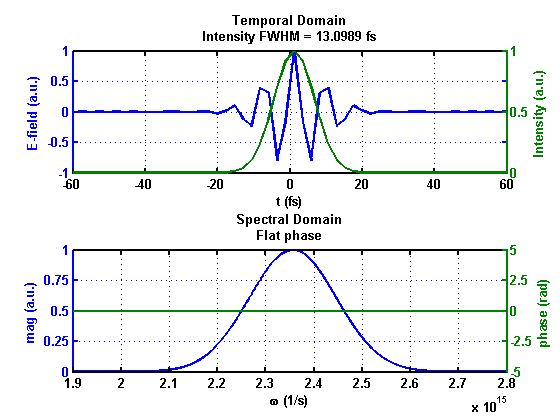 Temporal Domain
Intensity FWHM = 13.0989 fs
1
0.5
0
-0.5
-1
E-field (a.u.)
1
0.5
0
Intensity (a.u.)
-60 -40 -20 0 20 40 60
t (fs)
Spectral Domain
Flat phase
1
0.75
0.5
0.25
0
mag (a.u.)
5
2.5
0
-2.5
-5
phase (rad)
1.9 2 2.1 2.2 2.3 2.4 2.5 2.6 2.7 2.8
ω (1/s)
x 10^15